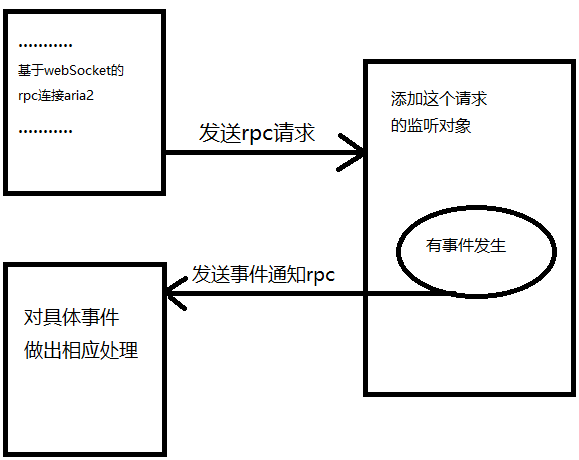 ...........
基于webSocket的
rpc连接aria2
...........
发送rpc请求
添加这个请求
的监听对象
有事件发生
发送事件通知rpc
对具体事件
做出相应处理